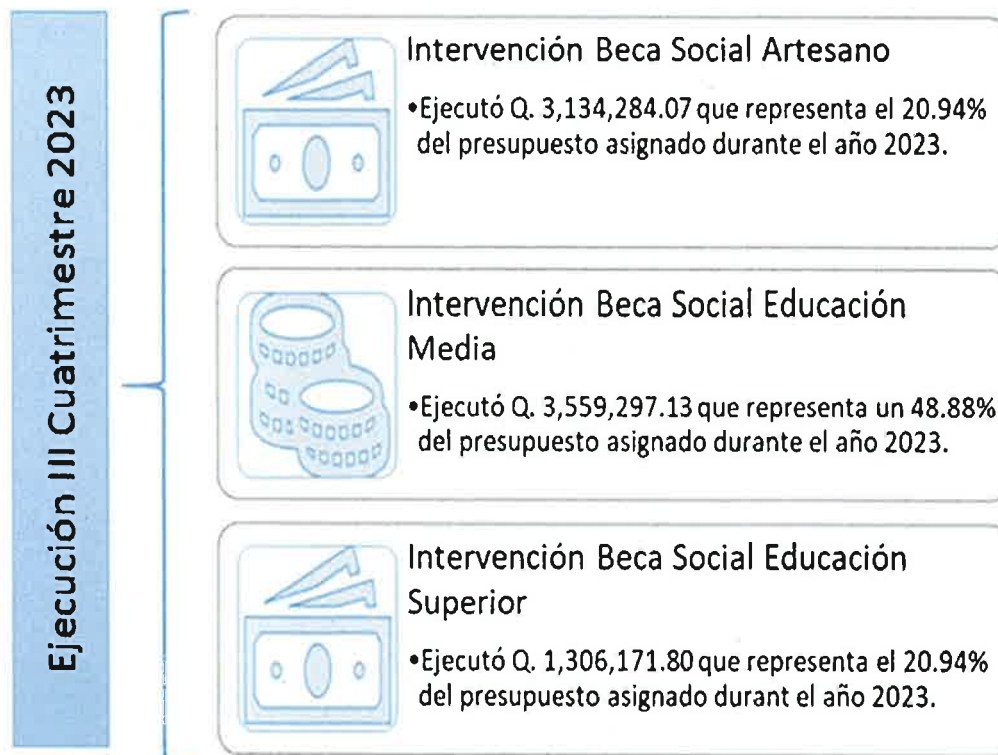 Ejecución III Cuatrimestre 2023
Intervención Beca Social Artesano
•Ejecutó Q. 3,134,284.07 que representa el 20.94%
del presupuesto asignado durante el año 2023.
Intervención Beca Social Educación
Media
•Ejecutó Q. 3,559,297.13 que representa un 48.88%
del presupuesto asignado durante el año 2023.
Intervención Beca Social Educación
Superior
•Ejecutó Q. 1,306,171.80 que representa el 20.94%
del presupuesto asignado durant el año 2023.